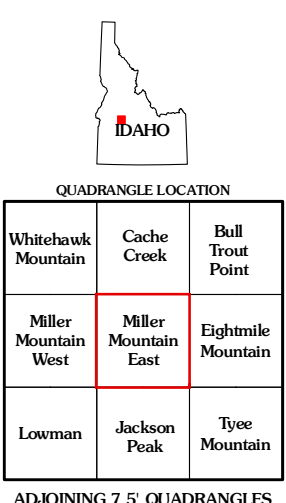 IDAHO
QUADRANGLE LOCATION
Whitehawk
Mountain
Cache
Creek
Bull
Trout
Point
Miller
Mountain
West
Miller
Mountain
East
Eightmile
Mountain
Lowman
Jackson
Peak
Tyee
Mountain
ADJOINING 7.5' QUADRANGLES